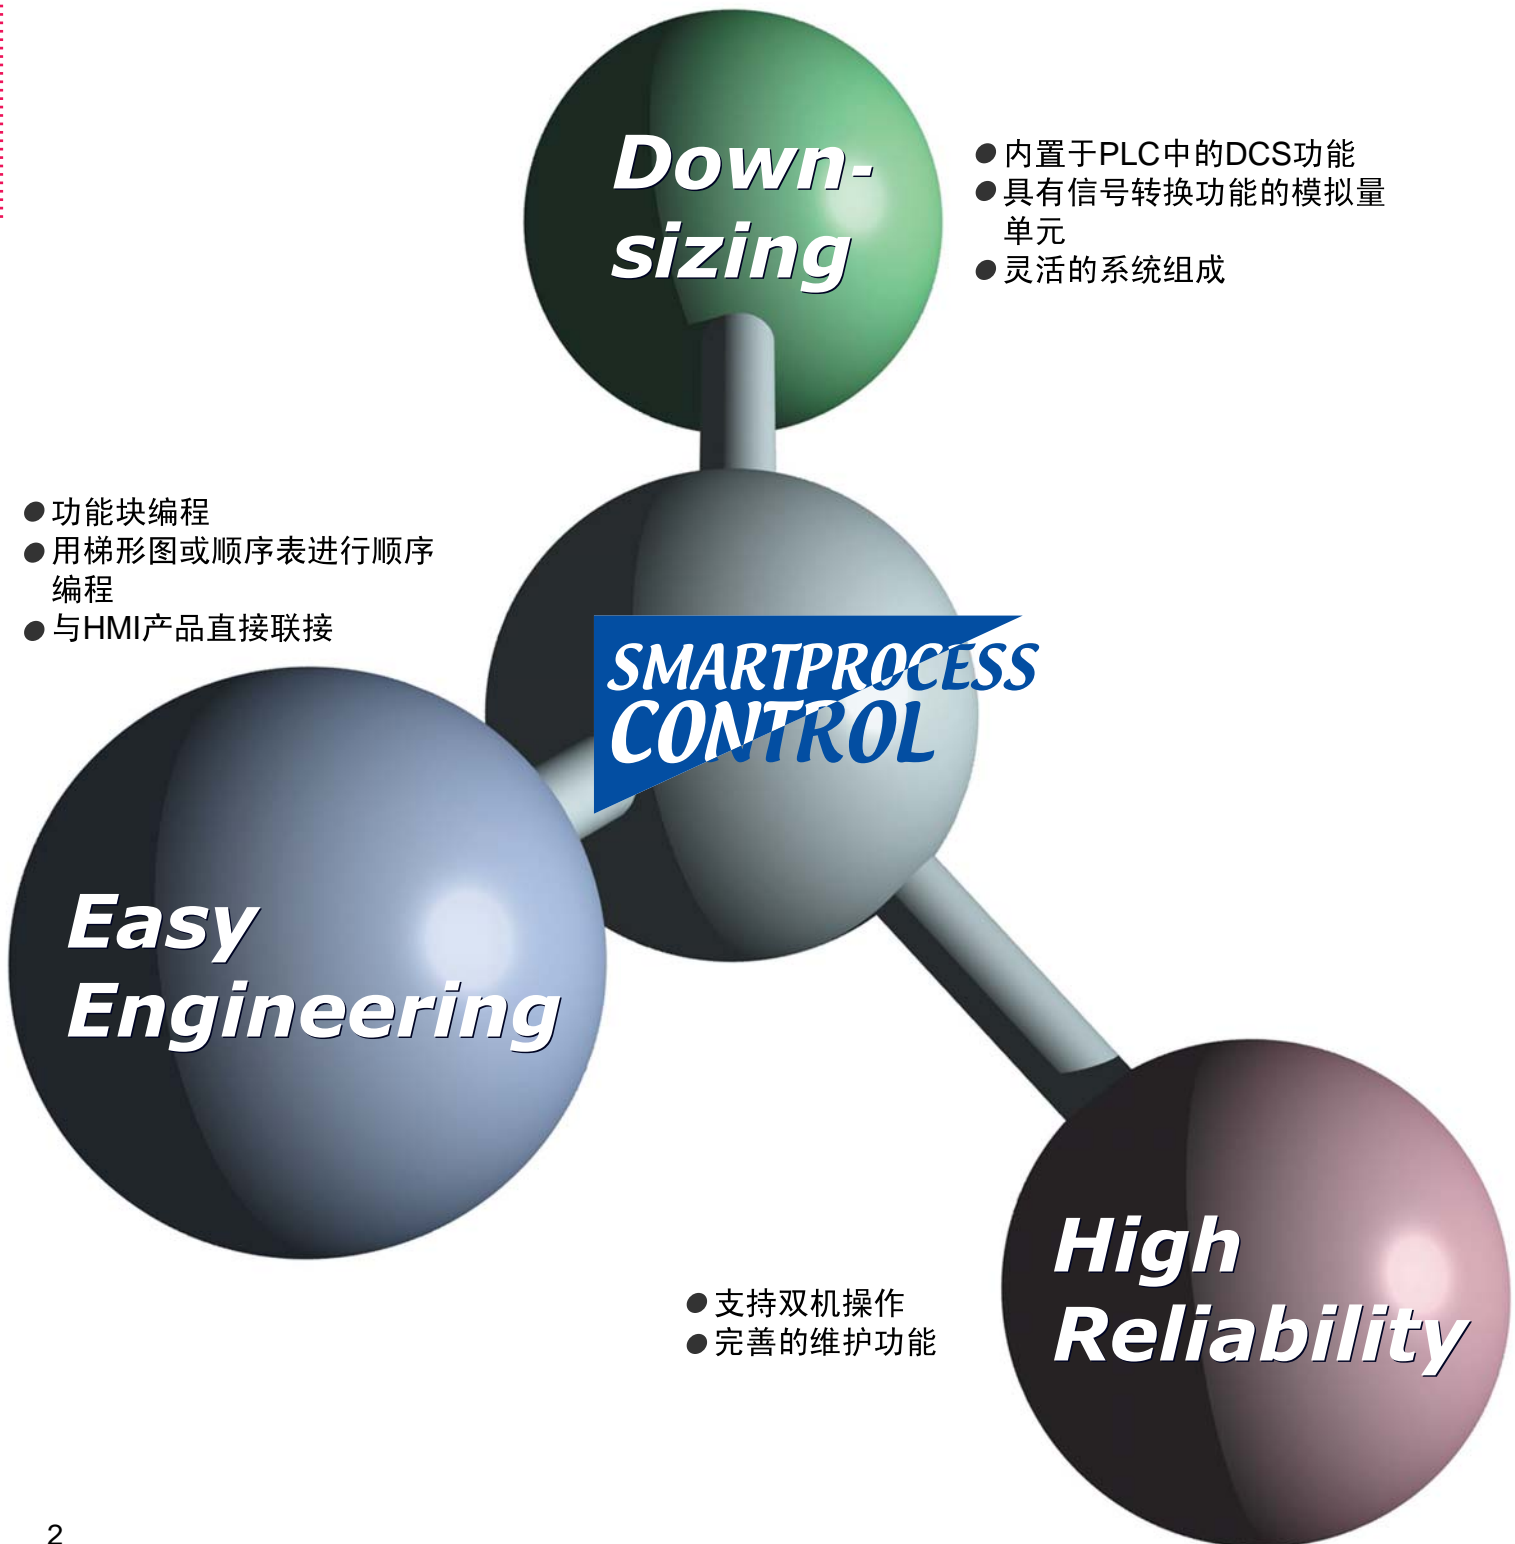 Down-
sizing
●内置于PLC中的DCS功能
●具有信号转换功能的模拟量
单元
●灵活的系统组成
●功能块编程
●用梯形图或顺序表进行顺序
编程
●与HMI产品直接联接
SMARTPROCESS
CONTROL
Easy
Engineering
●支持双机操作
●完善的维护功能
High
Reliability
2